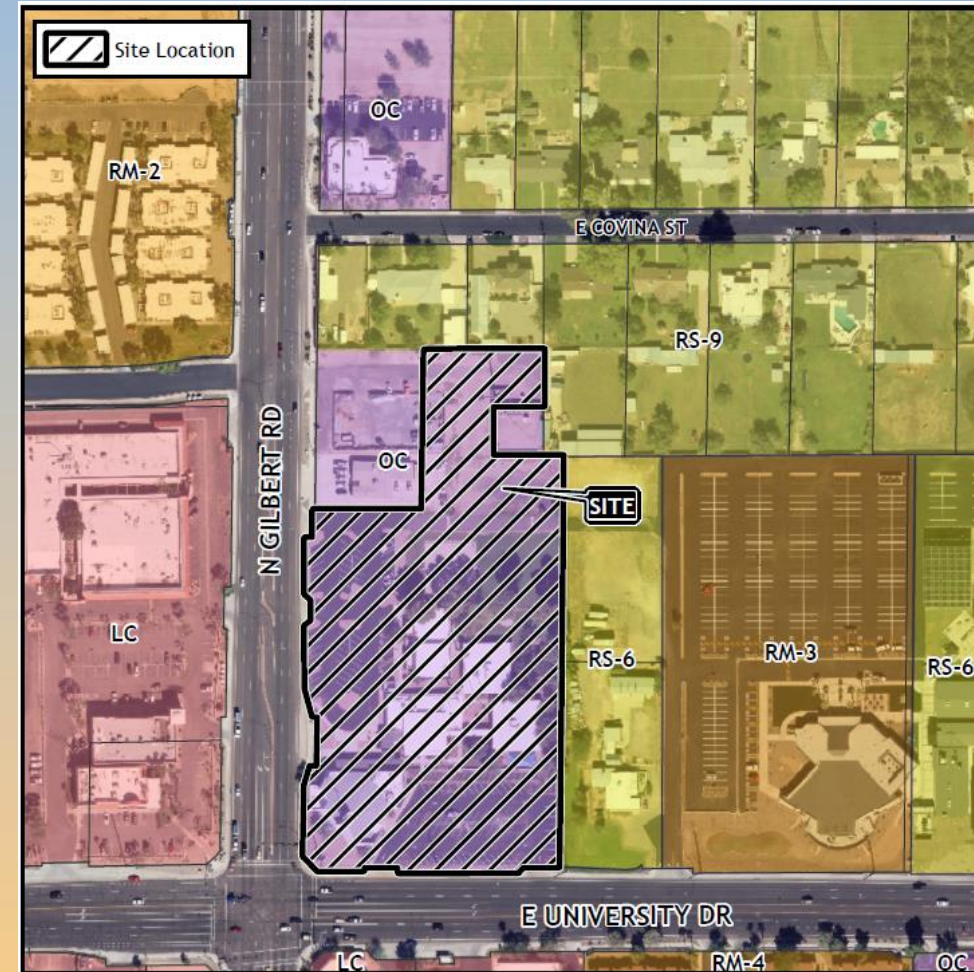 Site Location
OC
RM-2
E COVINA ST
RS-9
OC
N GILBERT RD
SITE
LC
RS-6
RM-3
RS-6
E UNIVERSITY DR
LC
RM-4
OC